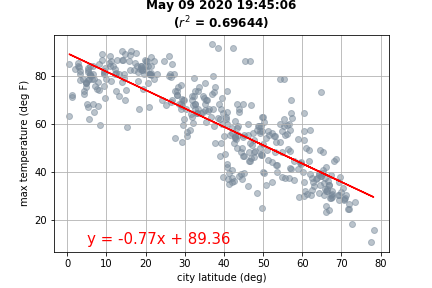 May 09 2020 19:45:06
(r² = 0.69644)
max temperature (deg F)
80
60
40
20
y = -0.77x + 89.36
0 10 20 30 40 50 60 70 80
city latitude (deg)